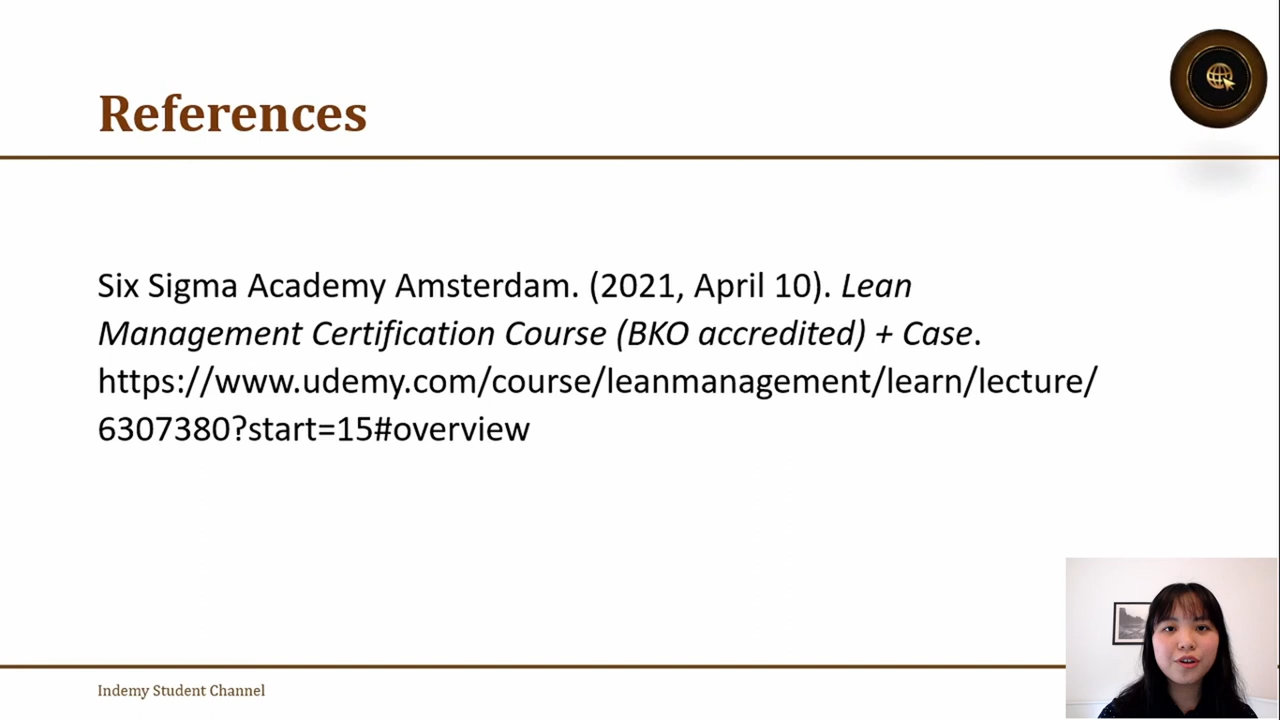 References
Six Sigma Academy Amsterdam. (2021, April 10). Lean
Management Certification Course (BKO accredited) + Case.
https://www.udemy.com/course/leanmanagement/learn/lecture/
6307380?start=15#overview
Indemy Student Channel